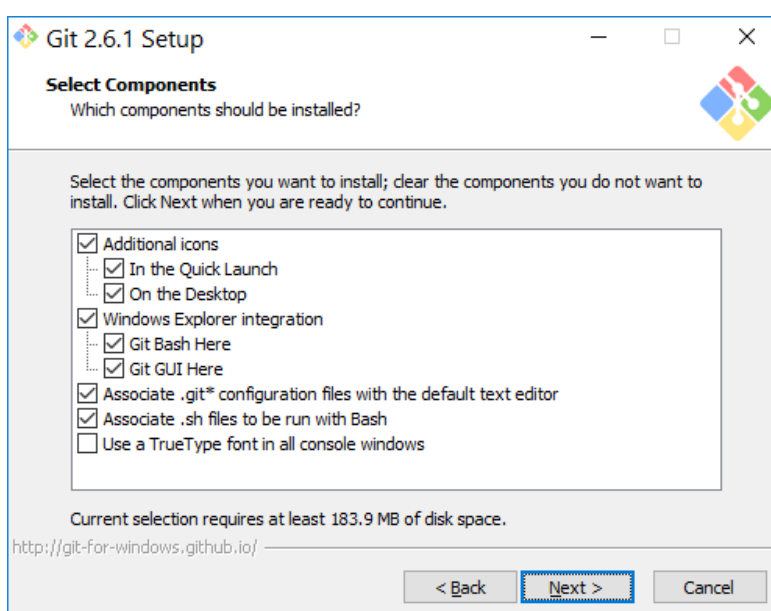 Git 2.6.1 Setup
Select Components
Which components should be installed?
Select the components you want to install; clear the components you do not want to
install. Click Next when you are ready to continue.
Additional icons
In the Quick Launch
On the Desktop
Windows Explorer integration
Git Bash Here
Git GUI Here
Associate .git* configuration files with the default text editor
Associate .sh files to be run with Bash
Use a TrueType font in all console windows
Current selection requires at least 183.9 MB of disk space.
http://git-for-windows.github.io/
< Back Next > Cancel